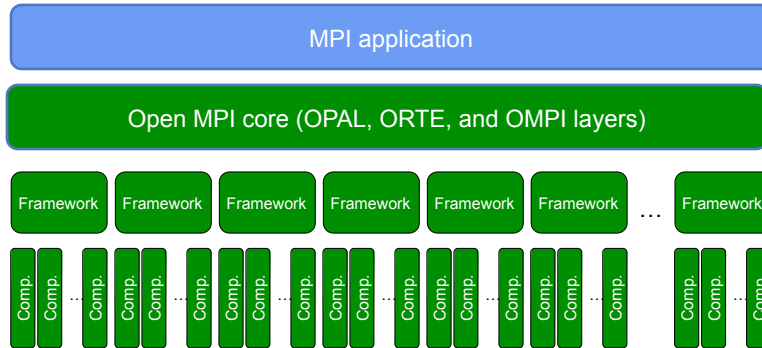 MPI application
Open MPI core (OPAL, ORTE, and OMPI layers)
Framework Framework Framework Framework Framework Framework ... Framework
Comp. Comp. ... Comp. Comp. Comp. ... Comp. Comp. Comp. ... Comp. Comp. Comp. ... Comp. Comp. Comp. ... Comp. Comp. Comp. ... Comp. Comp. Comp. ... Comp.